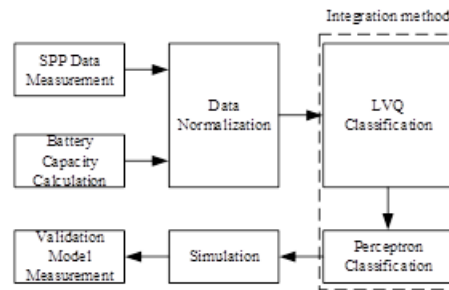 Integration method
SPP Data
Measurement
Data
Normalization
LVQ
Classification
Battery
Capacity
Calculation
Validation
Model
Measurement
Simulation
Perceptron
Classification